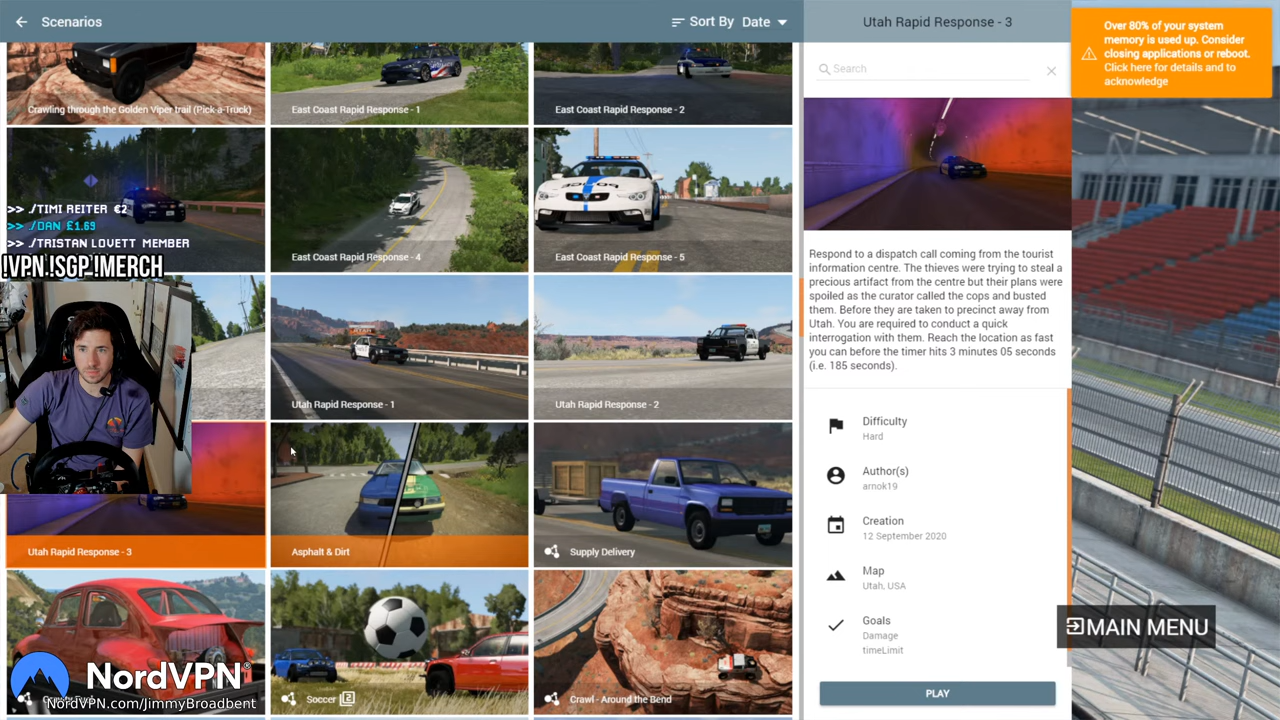 Scenarios
Sort By Date
Utah Rapid Response - 3
Over 80% of your system
memory is used up. Consider
closing applications or reboot.
Click here for details and to
acknowledge
Search
Crawling through the Golden Viper trail (Pick-a-Truck)
East Coast Rapid Response - 1
East Coast Rapid Response - 2
>> ./TIMI REITER €2
>> ./DAN £1.69
>> ./TRISTAN LOVETT MEMBER
!VPN !SGP !MERCH
East Coast Rapid Response - 4
East Coast Rapid Response - 5
Utah Rapid Response - 1
Utah Rapid Response - 2
Respond to a dispatch call coming from the tourist
information centre. The thieves were trying to steal a
precious artifact from the centre but their plans were
spoiled as the curator called the cops and busted
them. Before they are taken to precinct away from
Utah. You are required to conduct a quick
interrogation with them. Reach the location as fast
you can before the timer hits 3 minutes 05 seconds
(i.e. 185 seconds).
Utah Rapid Response - 3
Asphalt & Dirt
Supply Delivery
Difficulty
Hard
Author(s)
arnok19
Creation
12 September 2020
Map
Utah, USA
Goals
Damage
timeLimit
MAIN MENU
PLAY
Soccer 2
Crawl - Around the Bend
NordVPN®
NordVPN.com/JimmyBroadbent